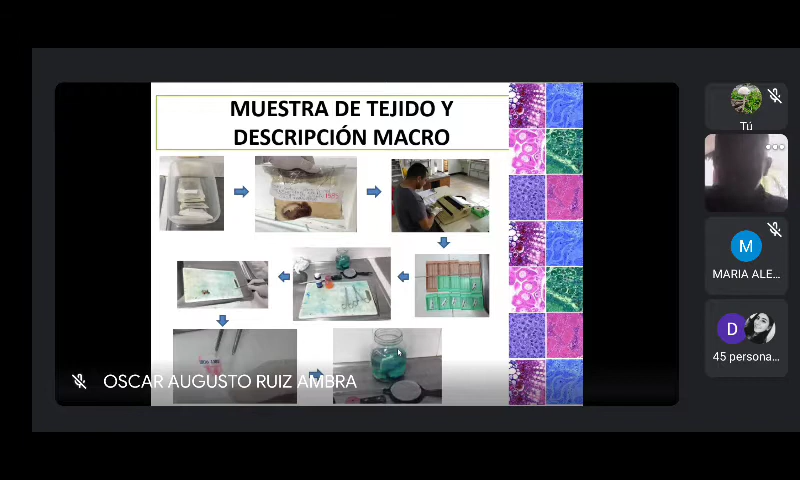 MUESTRA DE TEJIDO Y
DESCRIPCIÓN MACRO
Tú
M
MARIA ALE...
D
45 persona...
OSCAR AUGUSTO RUIZ AMBRA